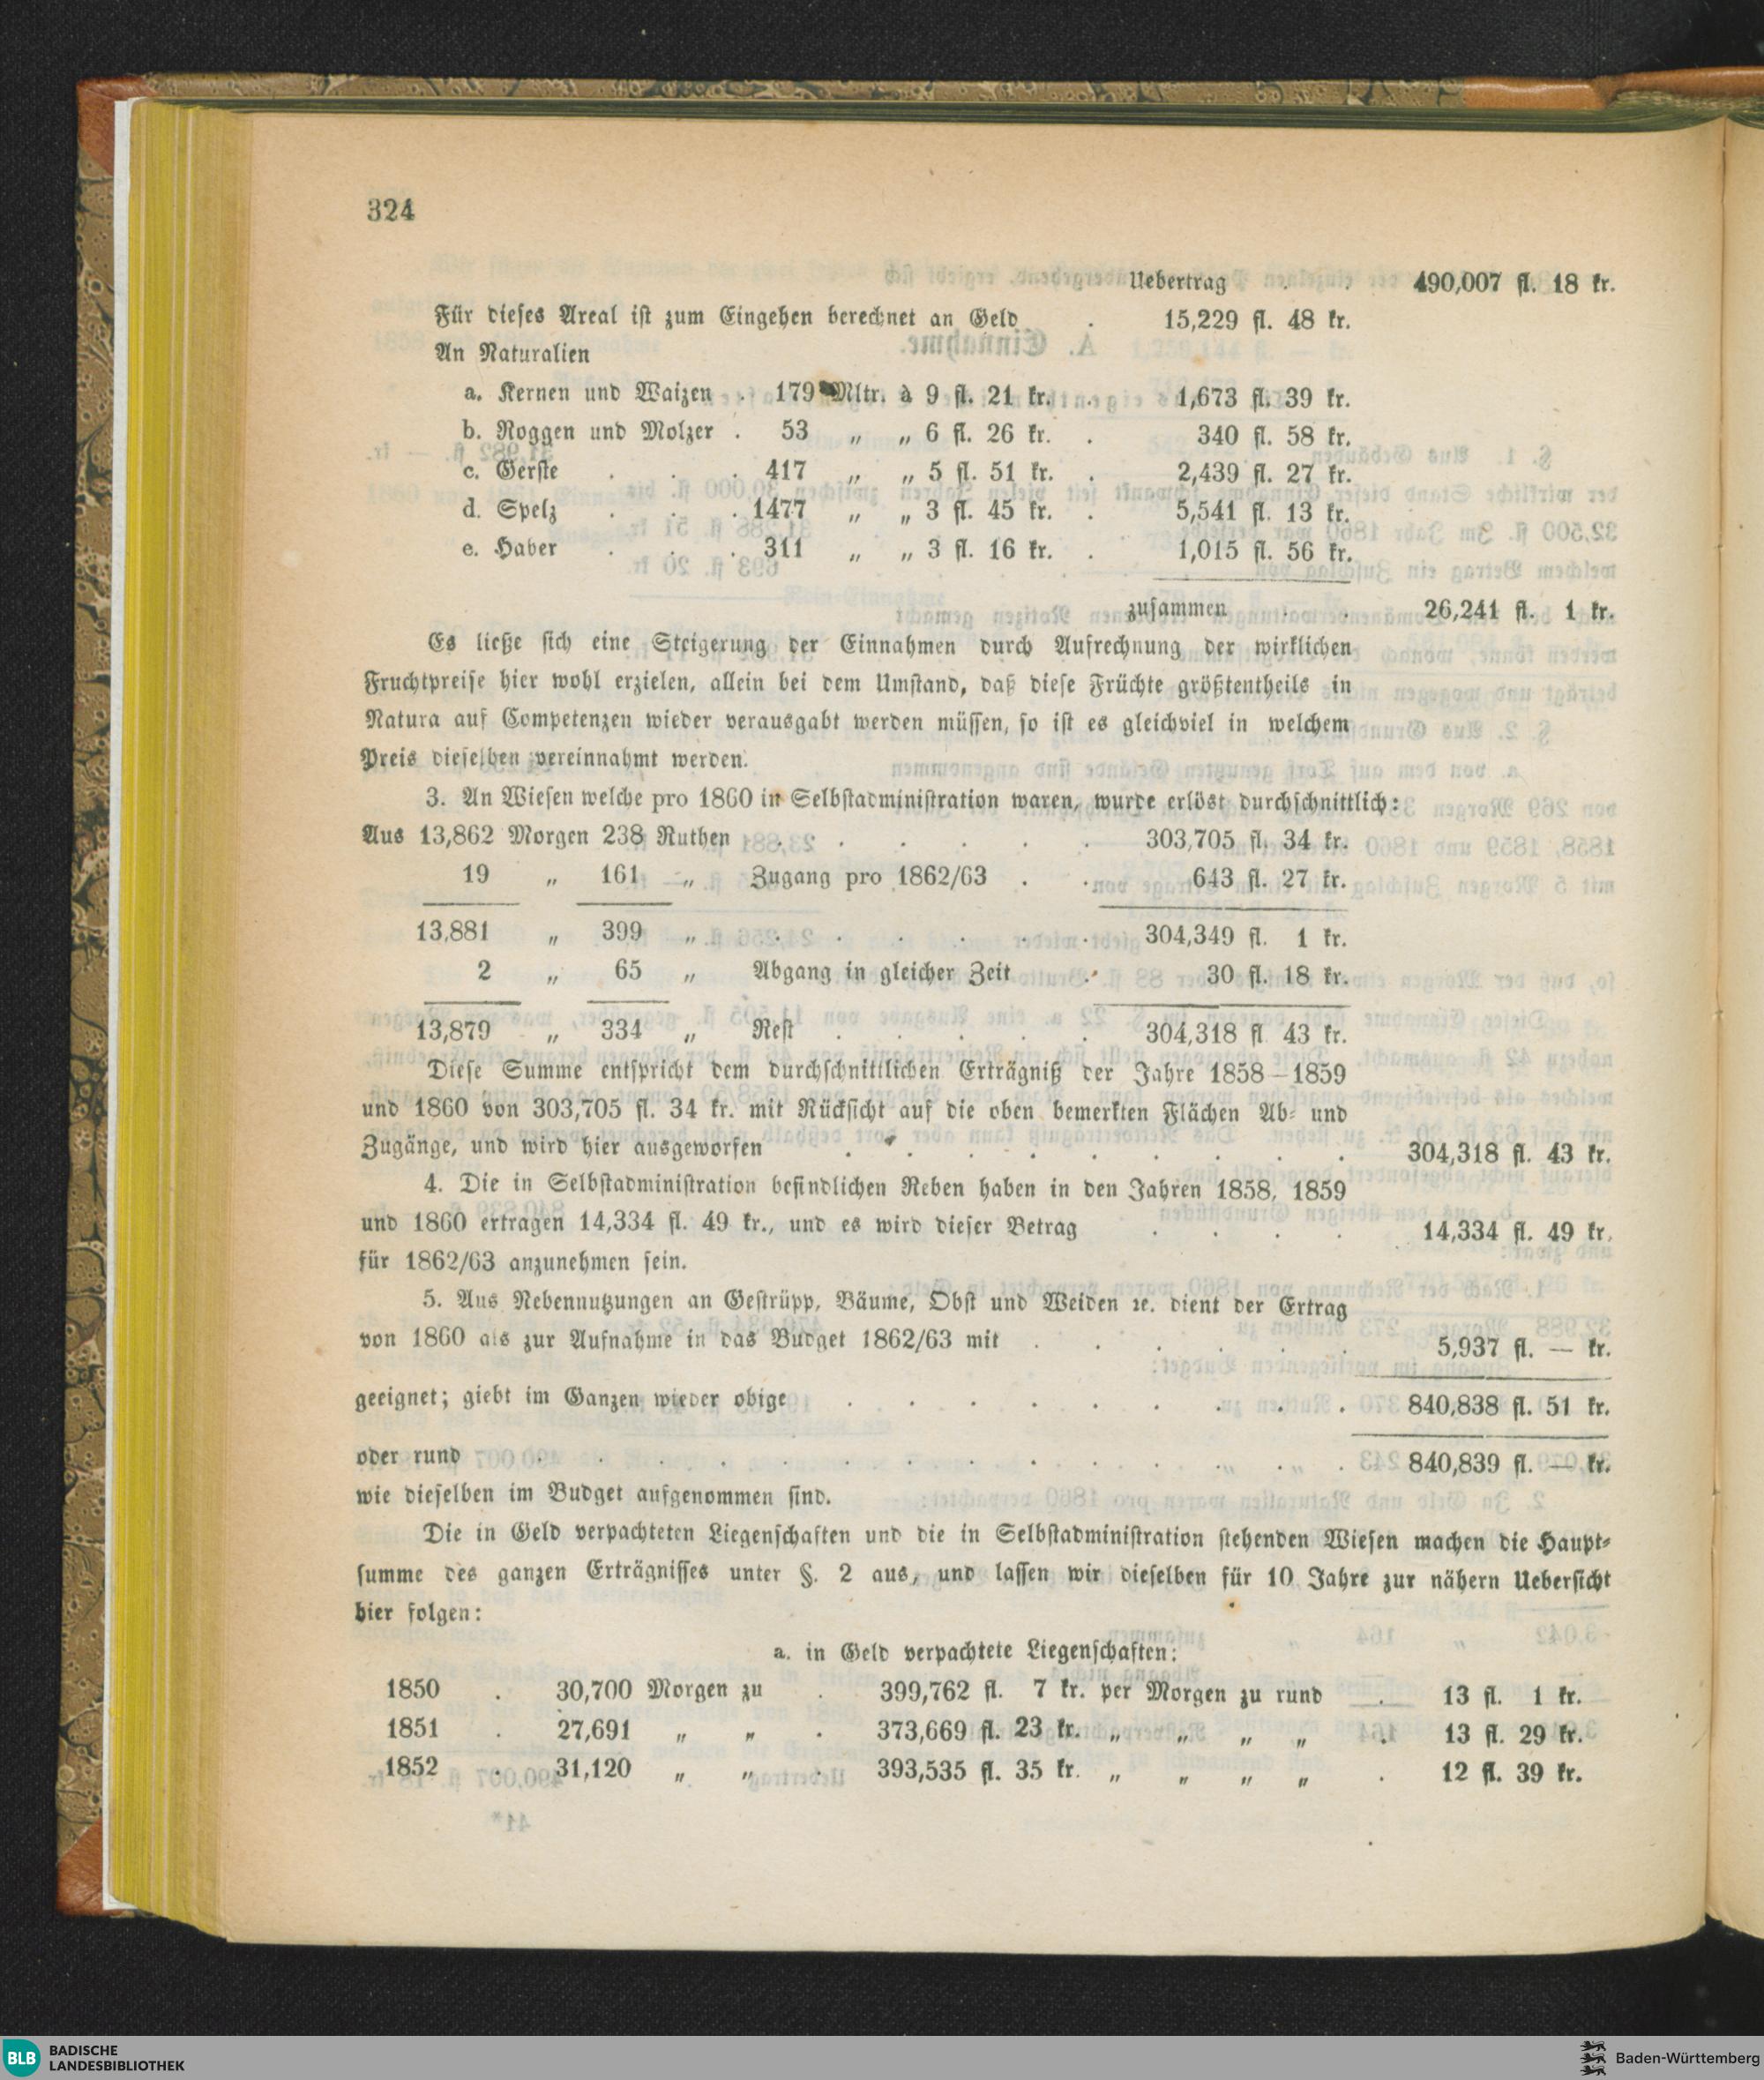 324
Uebertrag . . 490,007 fl. 18 kr.
Für dieses Areal ist zum Eingehen berechnet an Geld . 15,229 fl. 48 kr.
An Naturalien
a. Kernen und Waizen . 179 Mltr. à 9 fl. 21 kr. . 1,673 fl. 39 kr.
b. Roggen und Molzer . 53 „ „ 6 fl. 26 kr. . 340 fl. 58 kr.
c. Gerste . . . 417 „ „ 5 fl. 51 kr. . 2,439 fl. 27 kr.
d. Spelz . . . 1477 „ „ 3 fl. 45 kr. . 5,541 fl. 13 kr.
e. Haber . . . 311 „ „ 3 fl. 16 kr. . 1,015 fl. 56 kr.
zusammen . . 26,241 fl. 1 kr.
Es ließe sich eine Steigerung der Einnahmen durch Aufrechnung der wirklichen
Fruchtpreise hier wohl erzielen, allein bei dem Umstand, daß diese Früchte größtentheils in
Natura auf Competenzen wieder verausgabt werden müssen, so ist es gleichviel in welchem
Preis dieselben vereinnahmt werden.
3. An Wiesen welche pro 1860 in Selbstadministration waren, wurde erlöst durchschnittlich:
Aus 13,862 Morgen 238 Ruthen . . . . . . 303,705 fl. 34 kr.
19 „ 161 „ Zugang pro 1862/63 . . 643 fl. 27 kr.
13,881 „ 399 „ . . . . . . 304,349 fl. 1 kr.
2 „ 65 „ Abgang in gleicher Zeit . 30 fl. 18 kr.
13,879 „ 334 „ Rest . . . . . 304,318 fl 43 kr.
Diese Summe entspricht dem durchschnittlichen Erträgniß der Jahre 1858—1859
und 1860 von 303,705 fl. 34 kr. mit Rücksicht auf die oben bemerkten Flächen Ab- und
Zugänge, und wird hier ausgeworfen . . . . . . . . . 304,318 fl. 43 kr.
4. Die in Selbstadministration befindlichen Reben haben in den Jahren 1858, 1859
und 1860 ertragen 14,334 fl. 49 kr., und es wird dieser Betrag . . . . 14,334 fl. 49 kr.
für 1862/63 anzunehmen sein.
5. Aus Nebennutzungen an Gestrüpp, Bäume, Obst und Weiden ꝛc. dient der Ertrag
von 1860 als zur Aufnahme in das Budget 1862/63 mit . . . . . . 5,937 fl. — kr.
geeignet; giebt im Ganzen wieder obige . . . . . . . . . 840,838 fl. 51 kr.
oder rund . . . . . . . . . . . . . . 840,839 fl. — kr.
wie dieselben im Budget aufgenommen sind.
Die in Geld verpachteten Liegenschaften und die in Selbstadministration stehenden Wiesen machen die Haupt-
summe des ganzen Erträgnisses unter §. 2 aus, und lassen wir dieselben für 10 Jahre zur nähern Uebersicht
hier folgen:
a. in Geld verpachtete Liegenschaften:
1850 . 30,700 Morgen zu . 399,762 fl. 7 kr. per Morgen zu rund . 13 fl. 1 kr.
1851 . 27,691 „ „ . 373,669 fl. 23 kr. „ „ „ „ . 13 fl. 29 kr.
1852 . 31,120 „ „ . 393,535 fl. 35 kr. „ „ „ „ . 12 fl. 39 kr.
BLB BADISCHE
LANDESBIBLIOTHEK
Baden-Württemberg